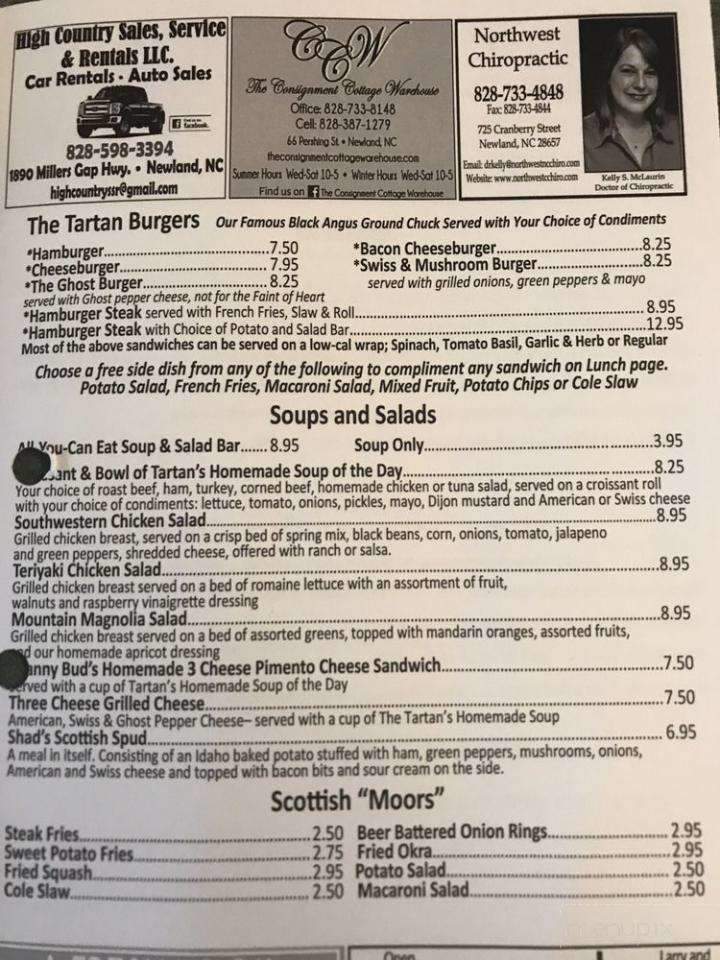 High Country Sales, Service
& Rentals LLC.
Car Rentals · Auto Sales
Find us on
facebook
828-598-3394
1890 Millers Gap Hwy. • Newland, NC
highcountryssr@gmail.com
CCW
The Consignment Cottage Warehouse
Office: 828-733-8148
Cell: 828-387-1279
66 Pershing St. • Newland, NC
theconsignmentcottagewarehouse.com
Summer Hours Wed-Sat 10-5 • Winter Hours Wed-Sat 10-5
Find us on f The Consignment Cottage Warehouse
Northwest
Chiropractic
828-733-4848
Fax: 828-733-4844
725 Cranberry Street
Newland, NC 28657
Email: drkelly@northwestncchiro.com
Website: www.northwestncchiro.com
Kelly S. McLaurin
Doctor of Chiropractic
The Tartan Burgers Our Famous Black Angus Ground Chuck Served with Your Choice of Condiments
*Hamburger..........7.50
*Cheeseburger..........7.95
*The Ghost Burger..........8.25
served with Ghost pepper cheese, not for the Faint of Heart
*Bacon Cheeseburger..........8.25
*Swiss & Mushroom Burger..........8.25
served with grilled onions, green peppers & mayo
*Hamburger Steak served with French Fries, Slaw & Roll..........8.95
*Hamburger Steak with Choice of Potato and Salad Bar..........12.95
Most of the above sandwiches can be served on a low-cal wrap; Spinach, Tomato Basil, Garlic & Herb or Regular
Choose a free side dish from any of the following to compliment any sandwich on Lunch page.
Potato Salad, French Fries, Macaroni Salad, Mixed Fruit, Potato Chips or Cole Slaw
Soups and Salads
All You-Can Eat Soup & Salad Bar.......8.95 Soup Only..........3.95
& Bowl of Tartan's Homemade Soup of the Day..........8.25
Your choice of roast beef, ham, turkey, corned beef, homemade chicken or tuna salad, served on a croissant roll
with your choice of condiments: lettuce, tomato, onions, pickles, mayo, Dijon mustard and American or Swiss cheese
Southwestern Chicken Salad..........8.95
Grilled chicken breast, served on a crisp bed of spring mix, black beans, corn, onions, tomato, jalapeno
and green peppers, shredded cheese, offered with ranch or salsa.
Teriyaki Chicken Salad..........8.95
Grilled chicken breast served on a bed of romaine lettuce with an assortment of fruit,
walnuts and raspberry vinaigrette dressing
Mountain Magnolia Salad..........8.95
Grilled chicken breast served on a bed of assorted greens, topped with mandarin oranges, assorted fruits,
and our homemade apricot dressing
Bud's Homemade 3 Cheese Pimento Cheese Sandwich..........7.50
served with a cup of Tartan's Homemade Soup of the Day
Three Cheese Grilled Cheese..........7.50
American, Swiss & Ghost Pepper Cheese– served with a cup of The Tartan's Homemade Soup
Shad's Scottish Spud..........6.95
A meal in itself. Consisting of an Idaho baked potato stuffed with ham, green peppers, mushrooms, onions,
American and Swiss cheese and topped with bacon bits and sour cream on the side.
Scottish "Moors"
Steak Fries..........2.50 Beer Battered Onion Rings..........2.95
Sweet Potato Fries..........2.75 Fried Okra..........2.95
Fried Squash..........2.95 Potato Salad..........2.50
Cole Slaw..........2.50 Macaroni Salad..........2.50
Open
Larry and